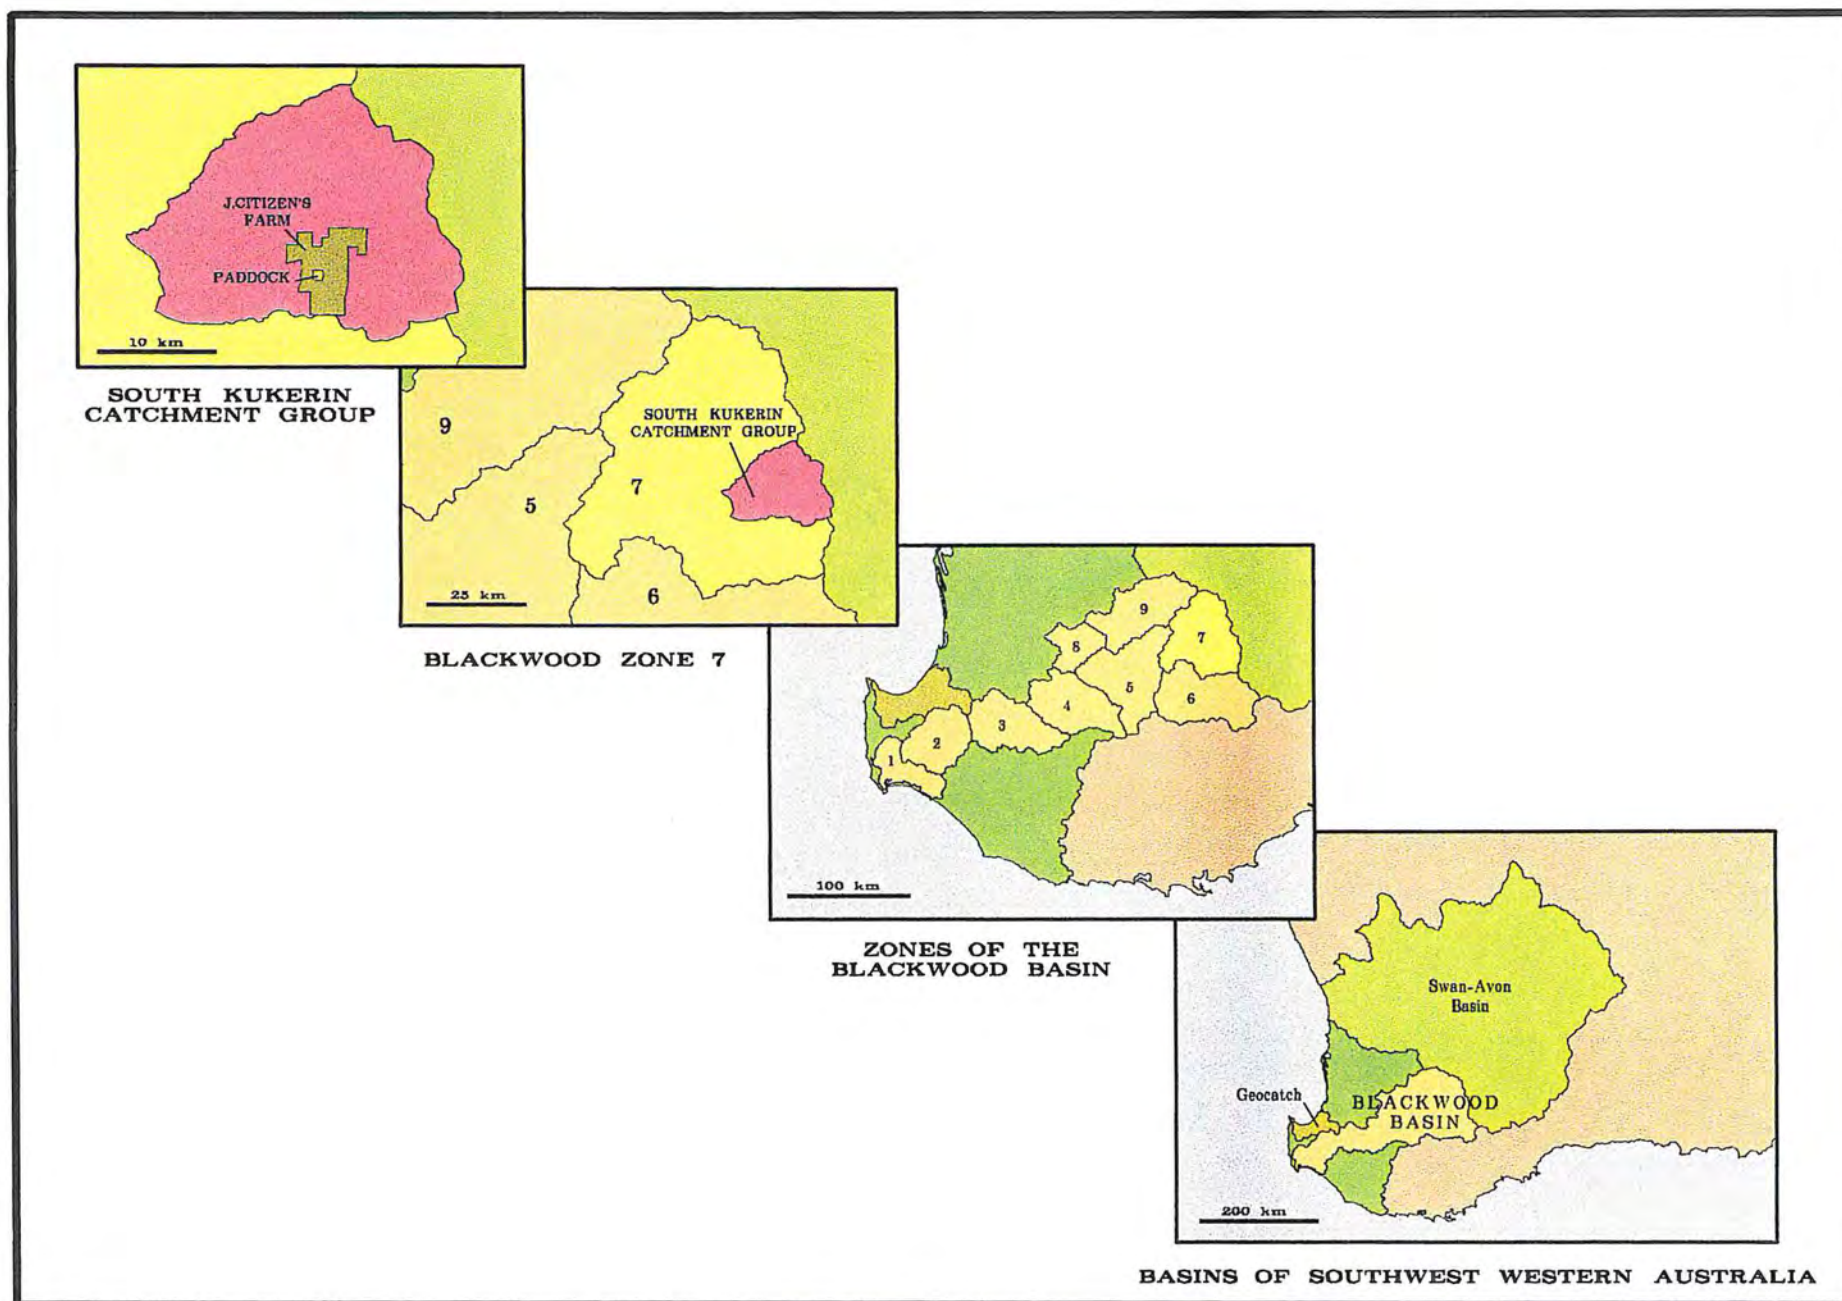 J.CITIZEN'S
FARM
PADDOCK
10 km
SOUTH KUKERIN
CATCHMENT GROUP
9
SOUTH KUKERIN
CATCHMENT GROUP
7
5
6
25 km
BLACKWOOD ZONE 7
9
8
7
5
6
4
3
2
1
100 km
ZONES OF THE
BLACKWOOD BASIN
Swan-Avon
Basin
Geocatch
BLACKWOOD
BASIN
200 km
BASINS OF SOUTHWEST WESTERN AUSTRALIA